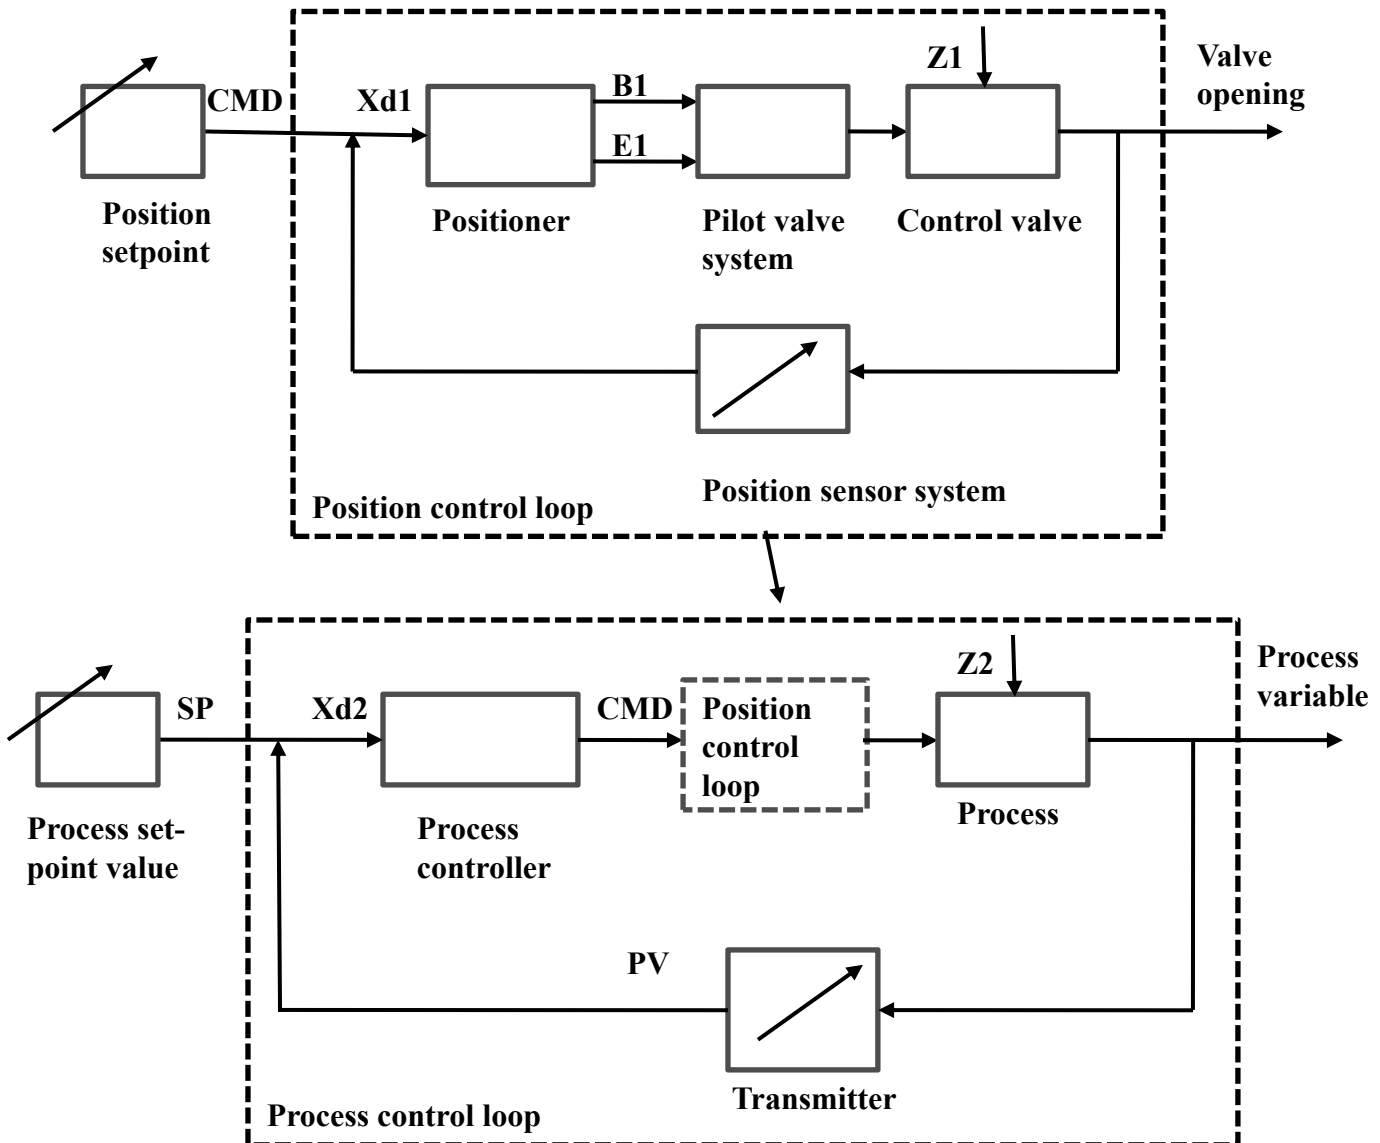 Z1
Valve
opening
CMD
Xd1
B1
E1
Position
setpoint
Positioner
Pilot valve
system
Control valve
Position sensor system
Position control loop
Z2
Process
variable
SP
Xd2
CMD
Position
control
loop
Process set-
point value
Process
controller
Process
PV
Transmitter
Process control loop